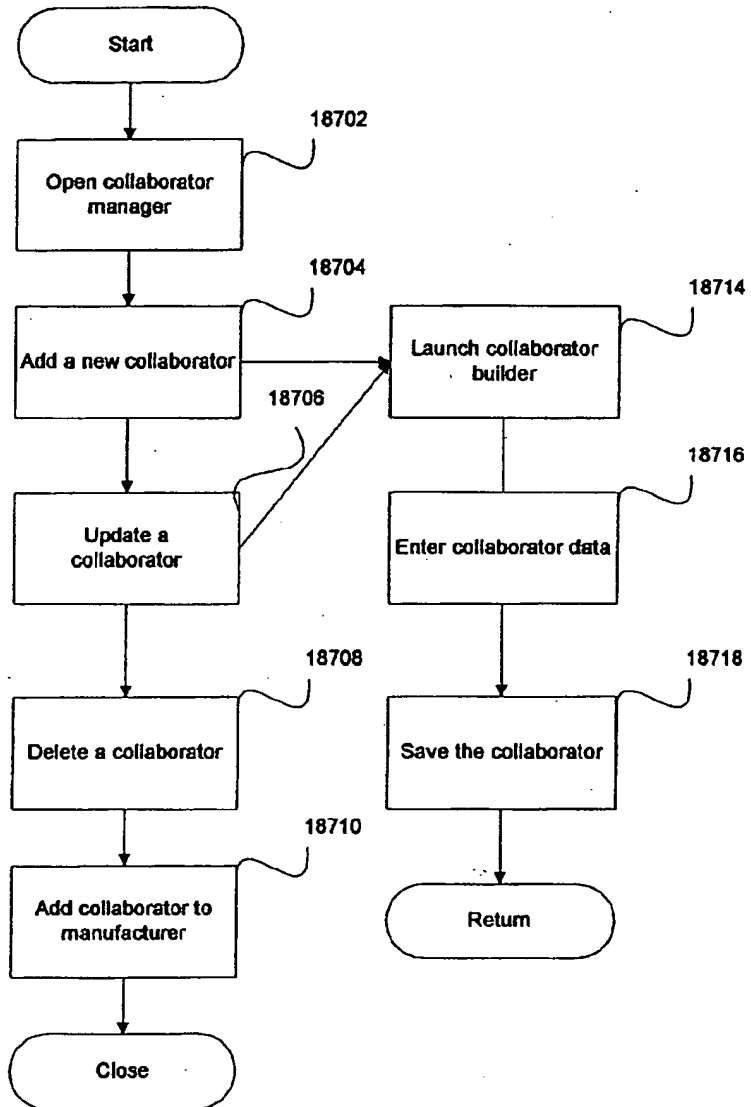 Start
18702
Open collaborator
manager
18704
Add a new collaborator
18714
Launch collaborator
builder
18706
Update a
collaborator
18716
Enter collaborator data
18708
Delete a collaborator
18718
Save the collaborator
18710
Add collaborator to
manufacturer
Return
Close